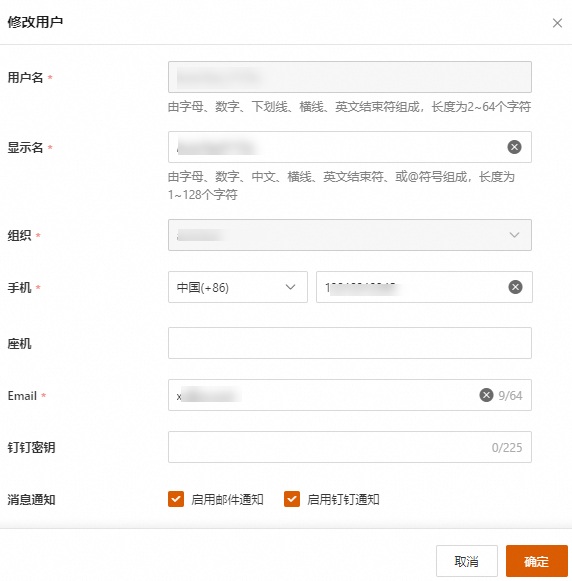 修改用户
用户名 *
由字母、数字、下划线、横线、英文结束符组成，长度为2~64个字符
显示名 *
由字母、数字、中文、横线、英文结束符、或@符号组成，长度为
1~128个字符
组织 *
手机 * 中国(+86)
座机
Email * 9/64
钉钉密钥 0/225
消息通知 启用邮件通知 启用钉钉通知
取消 确定